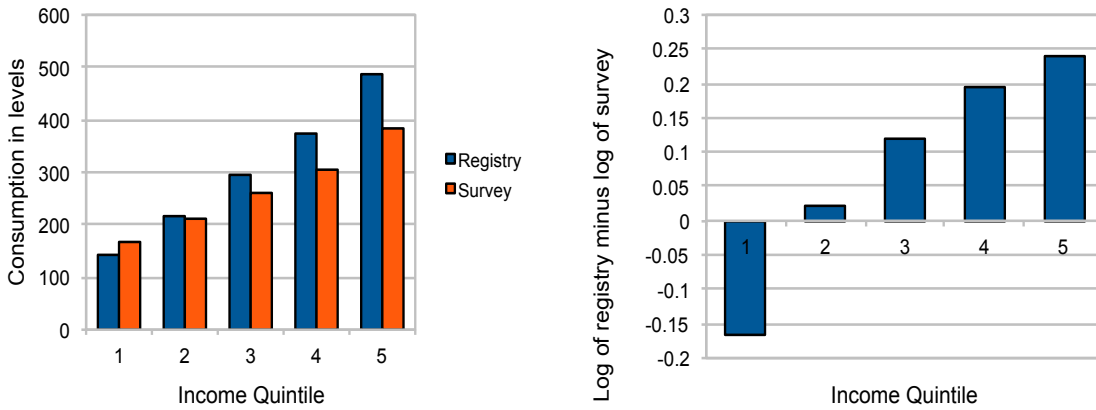 Consumption in levels
600
500
400
300
200
100
0
1 2 3 4 5
Income Quintile
Registry
Survey
Log of registry minus log of survey
0.3
0.25
0.2
0.15
0.1
0.05
0
-0.05
-0.1
-0.15
-0.2
1 2 3 4 5
Income Quintile